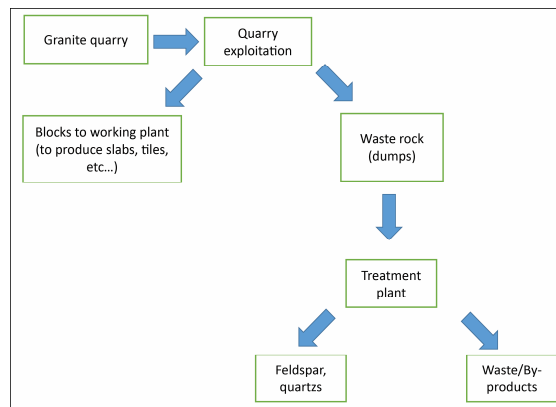 Granite quarry
Quarry
exploitation
Blocks to working plant
(to produce slabs, tiles,
etc...)
Waste rock
(dumps)
Treatment
plant
Feldspar,
quartzs
Waste/By-
products